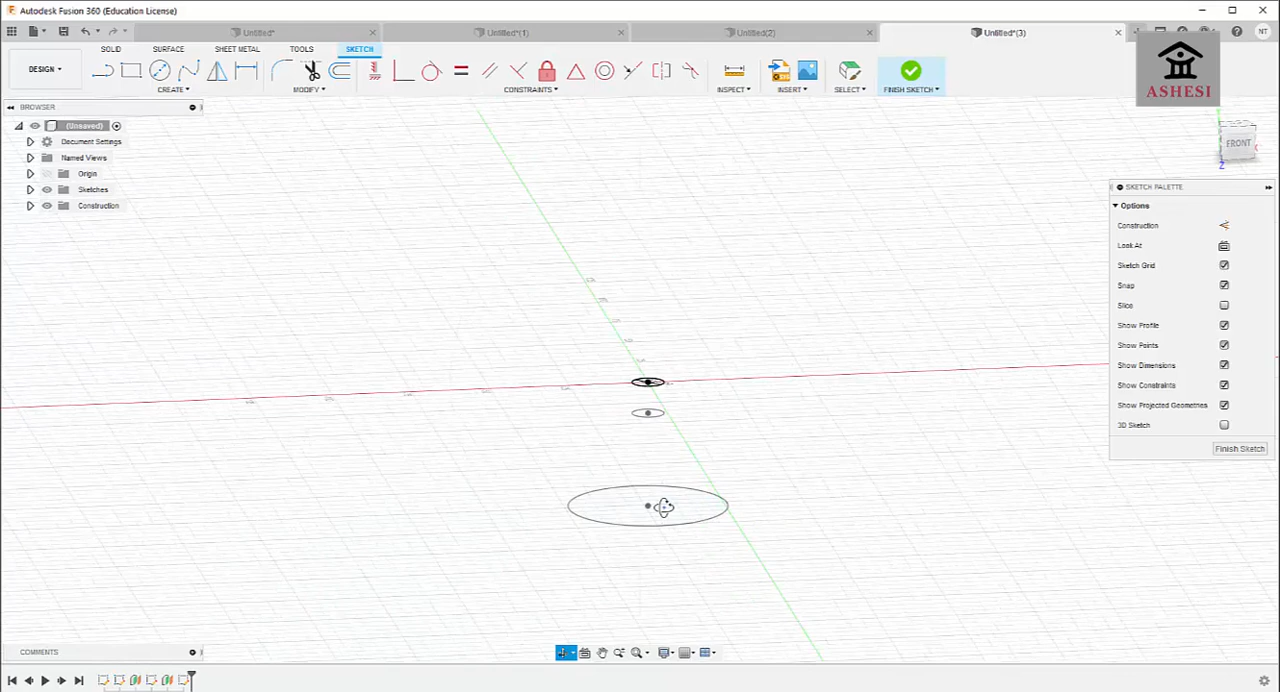 Autodesk Fusion 360 (Education License)
Untitled*
Untitled*(1)
Untitled(2)
Untitled*(3)
NT
SOLID
SURFACE
SHEET METAL
TOOLS
SKETCH
DESIGN
CREATE
MODIFY
CONSTRAINTS
INSPECT
INSERT
SELECT
FINISH SKETCH
ASHESI
BROWSER
(Unsaved)
Document Settings
Named Views
Origin
Sketches
Construction
FRONT
X
Z
SKETCH PALETTE
Options
Construction
Look At
Sketch Grid
Snap
Slice
Show Profile
Show Points
Show Dimensions
Show Constraints
Show Projected Geometries
3D Sketch
Finish Sketch
COMMENTS